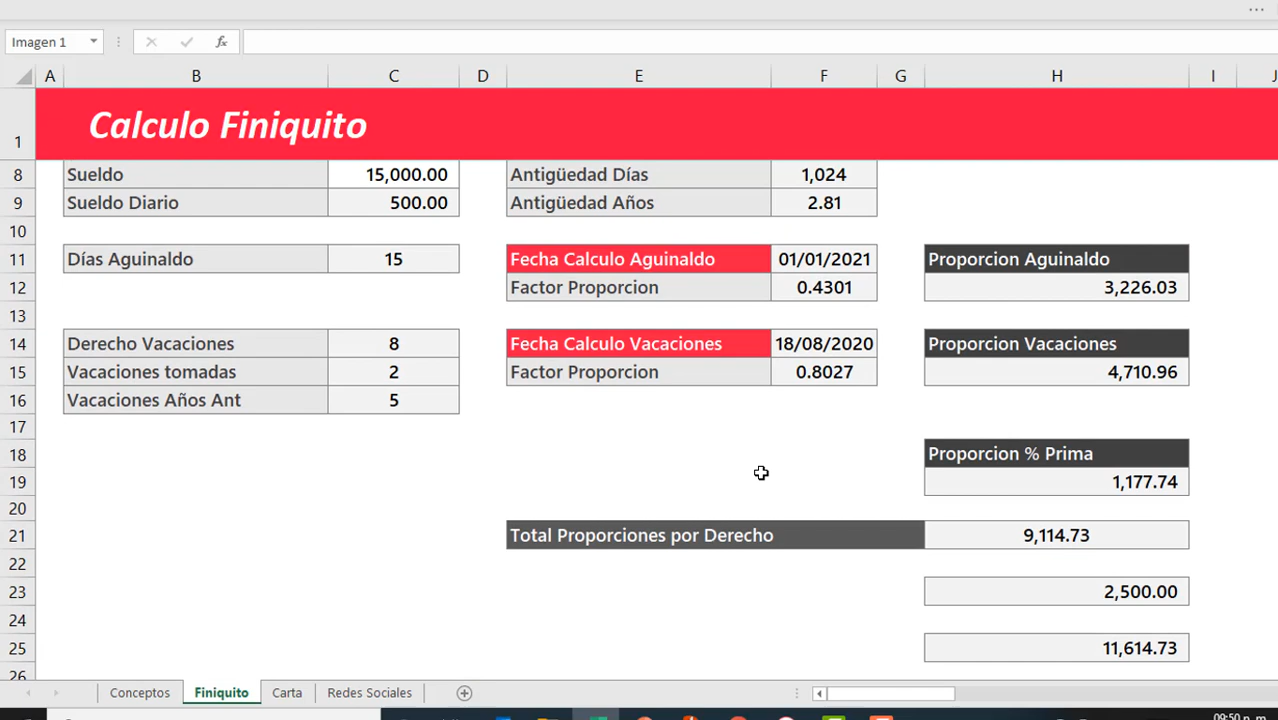 Imagen 1 fx
A B C D E F G H I J
1 Calculo Finiquito
8 Sueldo 15,000.00 Antigüedad Días 1,024
9 Sueldo Diario 500.00 Antigüedad Años 2.81
10
11 Días Aguinaldo 15 Fecha Calculo Aguinaldo 01/01/2021 Proporcion Aguinaldo
12 Factor Proporcion 0.4301 3,226.03
13
14 Derecho Vacaciones 8 Fecha Calculo Vacaciones 18/08/2020 Proporcion Vacaciones
15 Vacaciones tomadas 2 Factor Proporcion 0.8027 4,710.96
16 Vacaciones Años Ant 5
17
18 Proporcion % Prima
19 1,177.74
20
21 Total Proporciones por Derecho 9,114.73
22
23 2,500.00
24
25 11,614.73
26
Conceptos Finiquito Carta Redes Sociales
09:50 p. m.